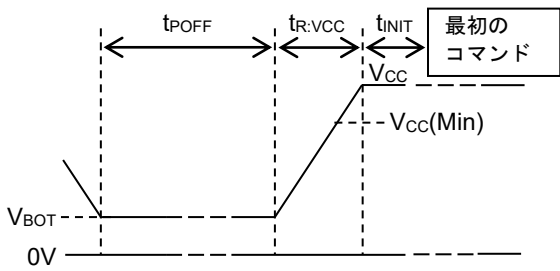 tPOFF
tR:VCC
tINIT
最初の
コマンド
VCC
VCC(Min)
VBOT
0V